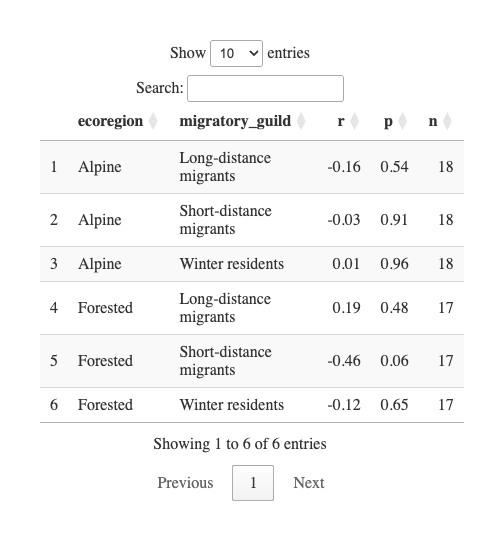 Show 10 entries
Search:
ecoregion migratory_guild r p n
1 Alpine Long-distance migrants -0.16 0.54 18
2 Alpine Short-distance migrants -0.03 0.91 18
3 Alpine Winter residents 0.01 0.96 18
4 Forested Long-distance migrants 0.19 0.48 17
5 Forested Short-distance migrants -0.46 0.06 17
6 Forested Winter residents -0.12 0.65 17
Showing 1 to 6 of 6 entries
Previous 1 Next